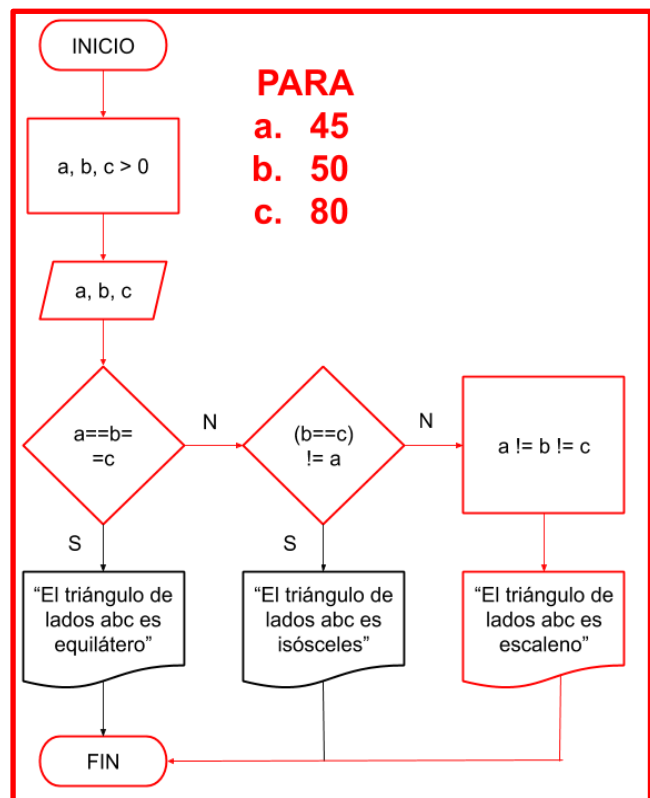 INICIO
PARA
a. 45
b. 50
c. 80
a, b, c > 0
a, b, c
a==b=
=c
N
(b==c)
!= a
N
a != b != c
S
S
“El triángulo de
lados abc es
equilátero”
“El triángulo de
lados abc es
isósceles”
“El triángulo de
lados abc es
escaleno”
FIN